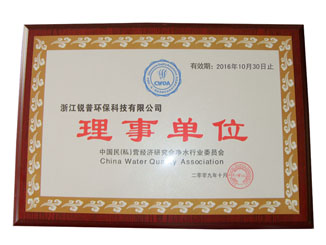 有效期：2016年10月30日止
CWQA
浙江锐普环保科技有限公司
理事单位
中国民(私)营经济研究会净水行业委员会
China Water Quality Association
二零零九年十月